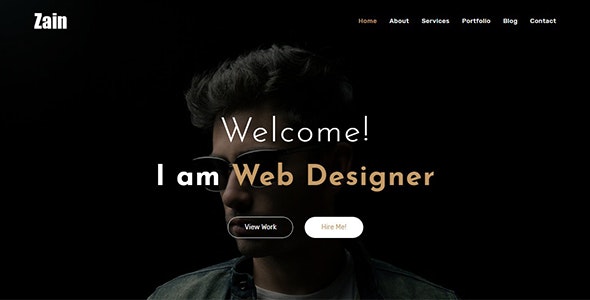 Zain
Home About Services Portfolio Blog Contact
Welcome!
I am Web Designer
View Work Hire Me!